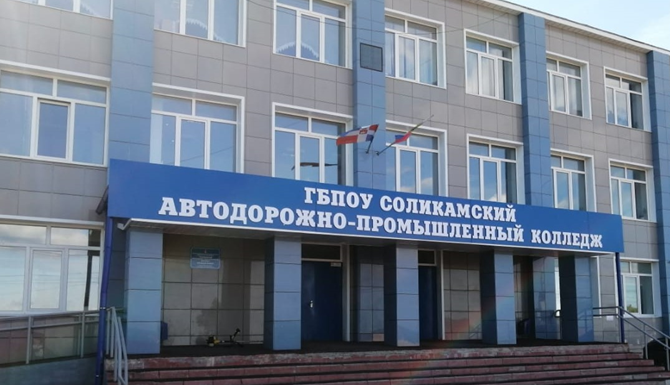 ГБПОУ СОЛИКАМСКИЙ
АВТОДОРОЖНО-ПРОМЫШЛЕННЫЙ КОЛЛЕДЖ